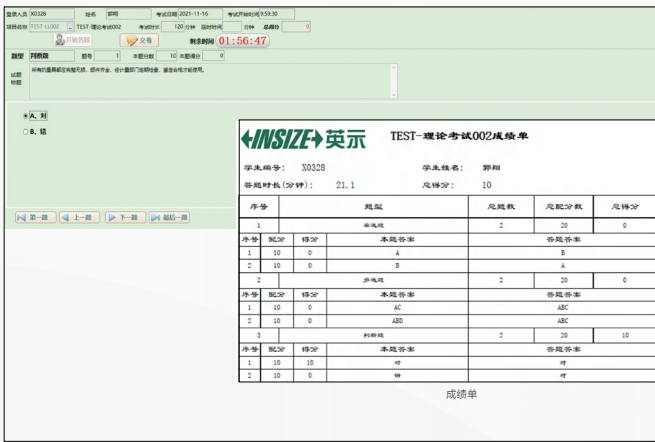 登录人员 X0328 姓名 郭翔 考试日期 2021-11-16 考试开始时间 9:59:30
项目名称 TEST-LL002 ... TEST-理论考试002 考试时长 120 分钟 延时时间 分钟 总得分 0
开始答题 交卷 剩余时间 01:56:47
题型 判断题 题号 1 本题分数 10 本题得分 0
试题标题 所有的量具都应完整无损、部件齐全、经计量部门定期检查，鉴定合格才能使用。
A、对
B、错
第一题 上一题 下一题 最后一题
INSIZE 英示 TEST-理论考试002成绩单
学生编号： X0328 学生姓名： 郭翔
答题时长(分钟)： 21.1 总得分： 10
序号 题型 总题数 总配分数 总得分
1 单选题 2 20 0
序号 配分 得分 本题答案 答题答案
1 10 0 A B
2 10 0 B A
2 多选题 2 20 0
序号 配分 得分 本题答案 答题答案
1 10 0 AC ABC
2 10 0 ABD ABC
3 判断题 2 20 10
序号 配分 得分 本题答案 答题答案
1 10 10 对 对
2 10 0 错 对
成绩单